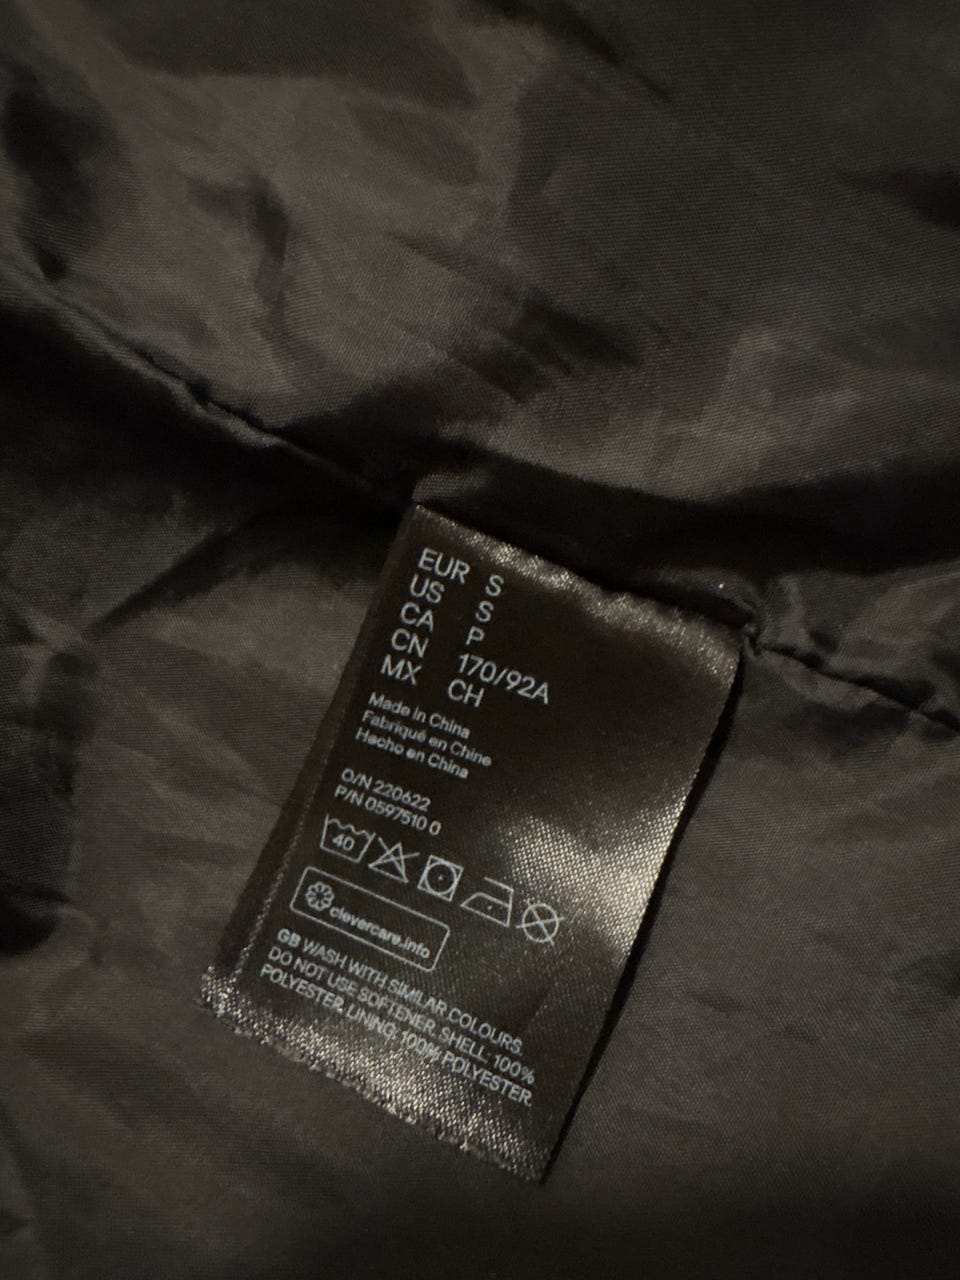 EUR S
US S
CA P
CN 170/92A
MX CH
Made in China
Fabriqué en Chine
Hecho en China
O/N 220622
P/N 0597510 0
40
clevercare.info
GB WASH WITH SIMILAR COLOURS.
DO NOT USE SOFTENER. SHELL: 100%
POLYESTER. LINING: 100% POLYESTER.